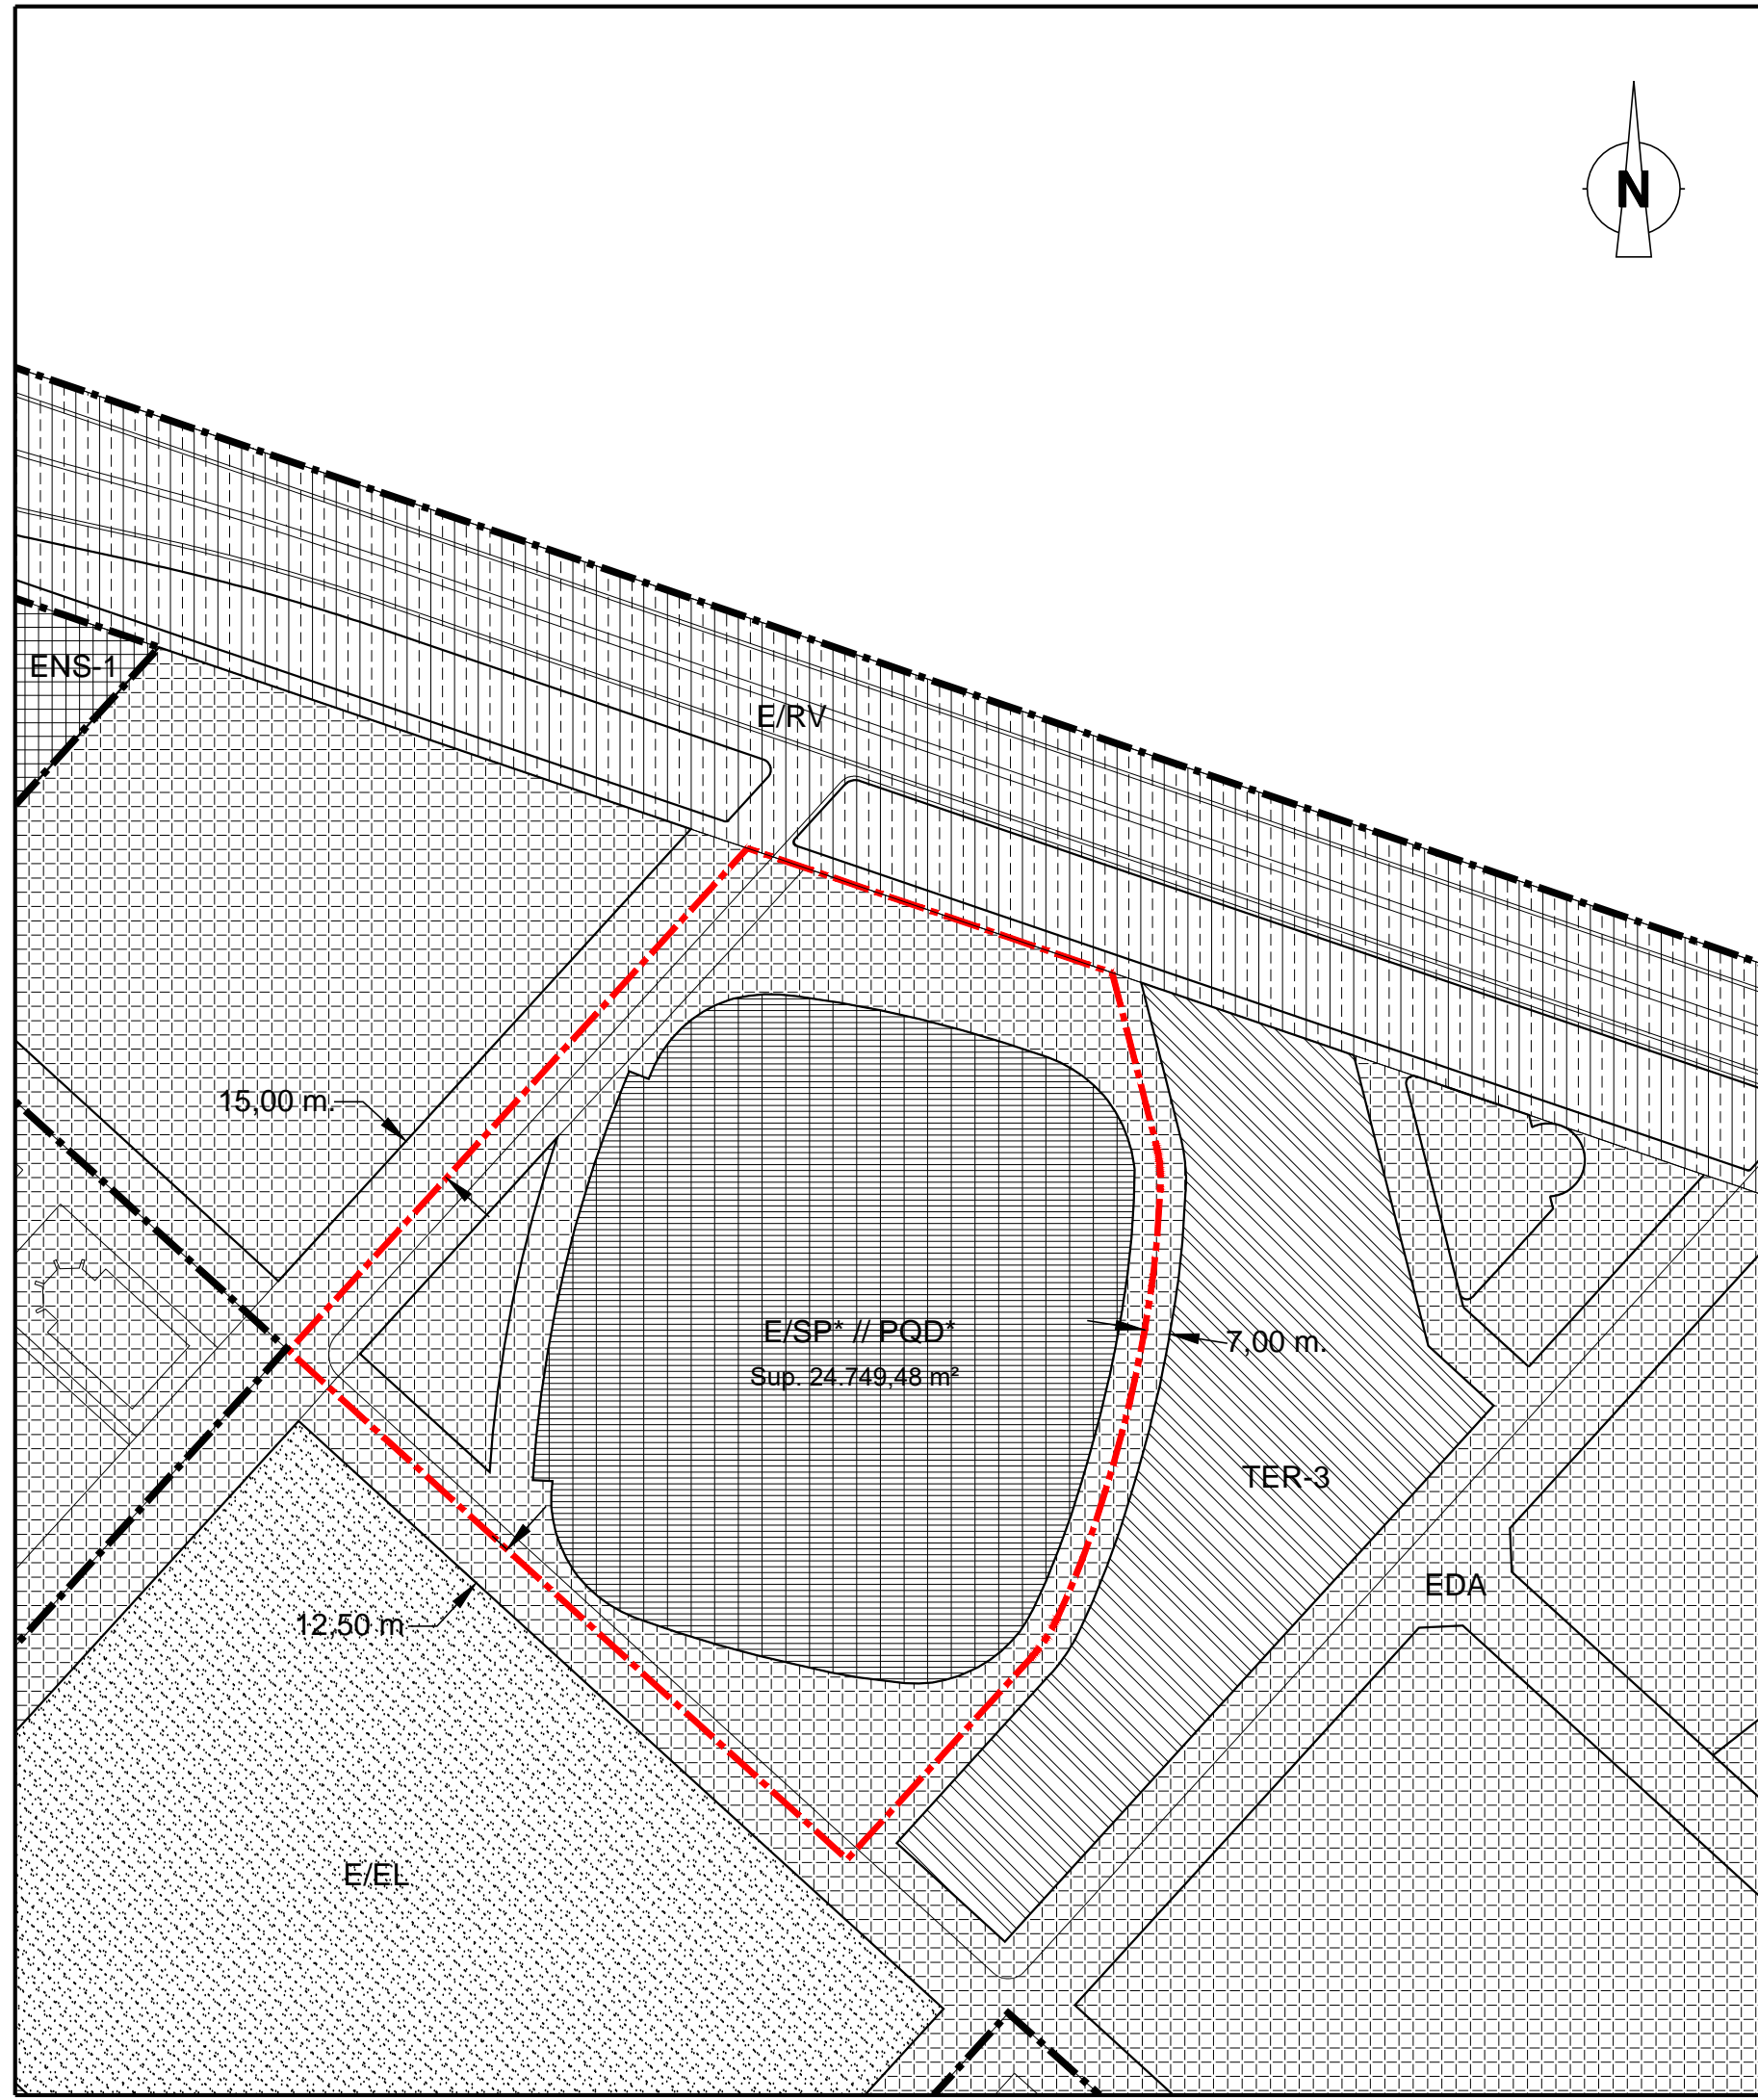 N
ENS-1
E/RV
15,00 m.
E/SP* // PQD*
Sup. 24.749,48 m²
7,00 m.
TER-3
EDA
12,50 m
E/EL